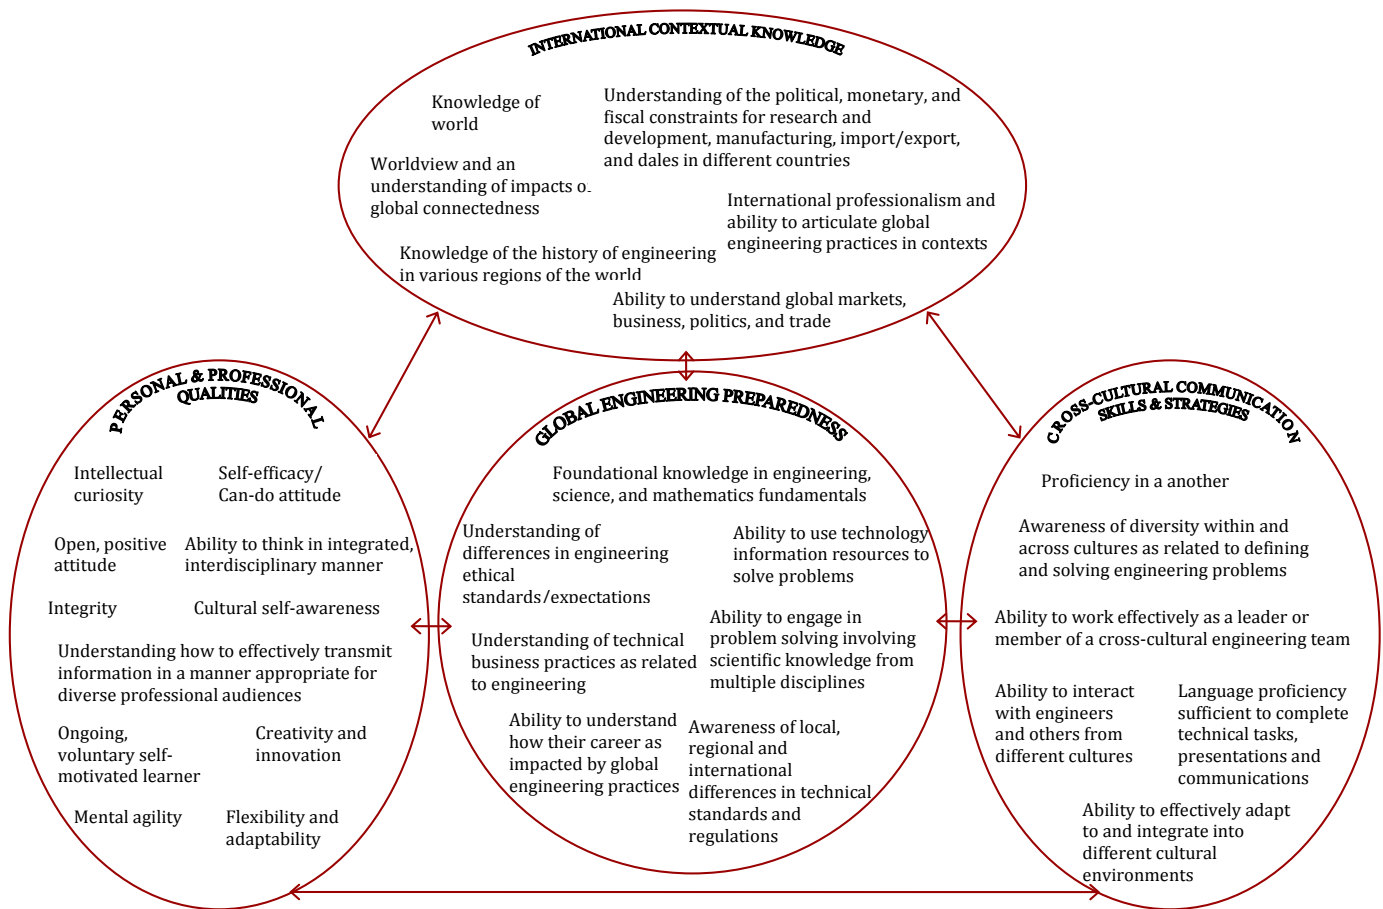 INTERNATIONAL CONTEXTUAL KNOWLEDGE
Knowledge of
world
Understanding of the political, monetary, and
fiscal constraints for research and
development, manufacturing, import/export,
and dales in different countries
Worldview and an
understanding of impacts o
global connectedness
International professionalism and
ability to articulate global
engineering practices in contexts
Knowledge of the history of engineering
in various regions of the world
Ability to understand global markets,
business, politics, and trade
PERSONAL & PROFESSIONAL
QUALITIES
Intellectual
curiosity
Self-efficacy/
Can-do attitude
Open, positive
attitude
Ability to think in integrated,
interdisciplinary manner
Integrity
Cultural self-awareness
Understanding how to effectively transmit
information in a manner appropriate for
diverse professional audiences
Ongoing,
voluntary self-
motivated learner
Creativity and
innovation
Mental agility
Flexibility and
adaptability
GLOBAL ENGINEERING PREPAREDNESS
Foundational knowledge in engineering,
science, and mathematics fundamentals
Understanding of
differences in engineering
ethical
standards/expectations
Ability to use technology
information resources to
solve problems
Understanding of technical
business practices as related
to engineering
Ability to engage in
problem solving involving
scientific knowledge from
multiple disciplines
Ability to understand
how their career as
impacted by global
engineering practices
Awareness of local,
regional and
international
differences in technical
standards and
regulations
CROSS-CULTURAL COMMUNICATION
SKILLS & STRATEGIES
Proficiency in a another
Awareness of diversity within and
across cultures as related to defining
and solving engineering problems
Ability to work effectively as a leader or
member of a cross-cultural engineering team
Ability to interact
with engineers
and others from
different cultures
Language proficiency
sufficient to complete
technical tasks,
presentations and
communications
Ability to effectively adapt
to and integrate into
different cultural
environments